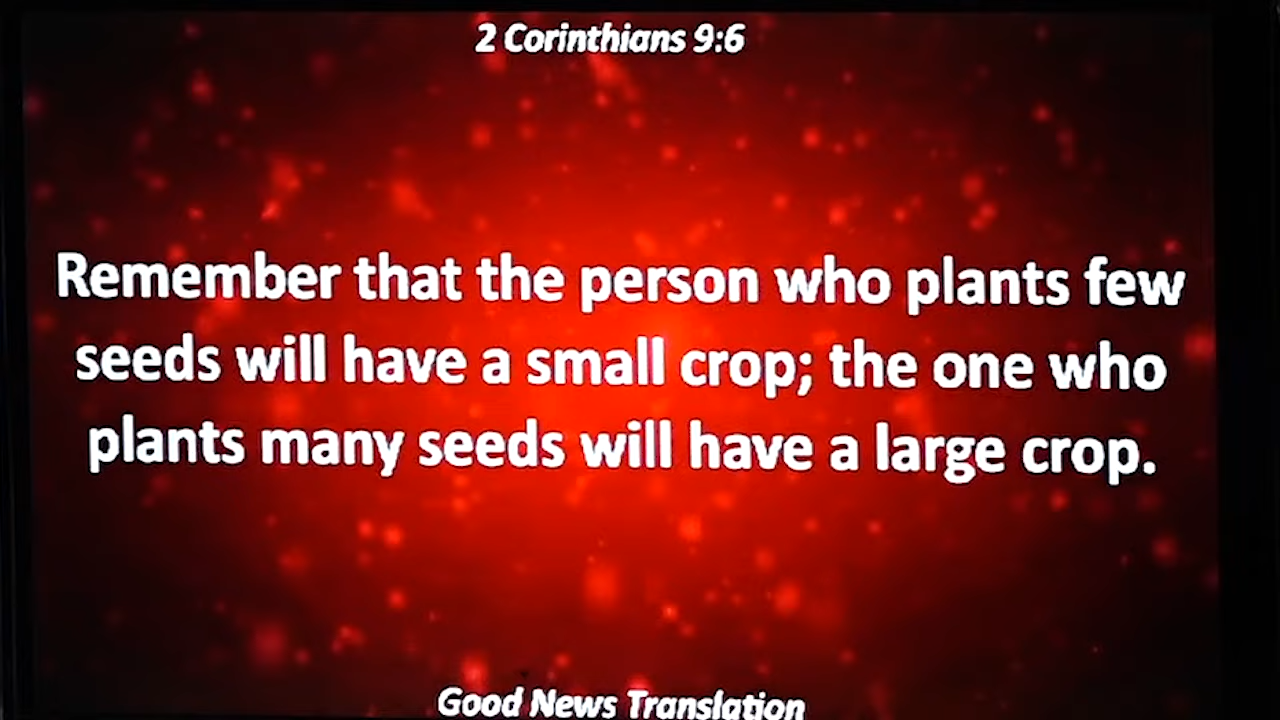 2 Corinthians 9:6
Remember that the person who plants few
seeds will have a small crop; the one who
plants many seeds will have a large crop.
Good News Translation